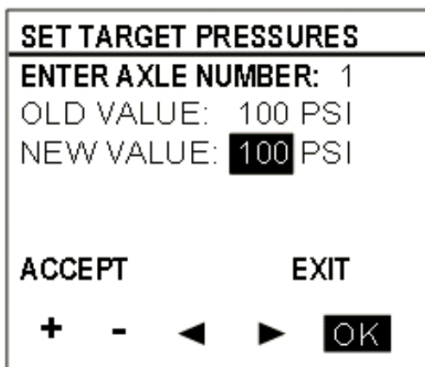 SET TARGET PRESSURES
ENTER AXLE NUMBER: 1
OLD VALUE: 100 PSI
NEW VALUE: 100 PSI
ACCEPT EXIT
+ - ◀ ▶ OK